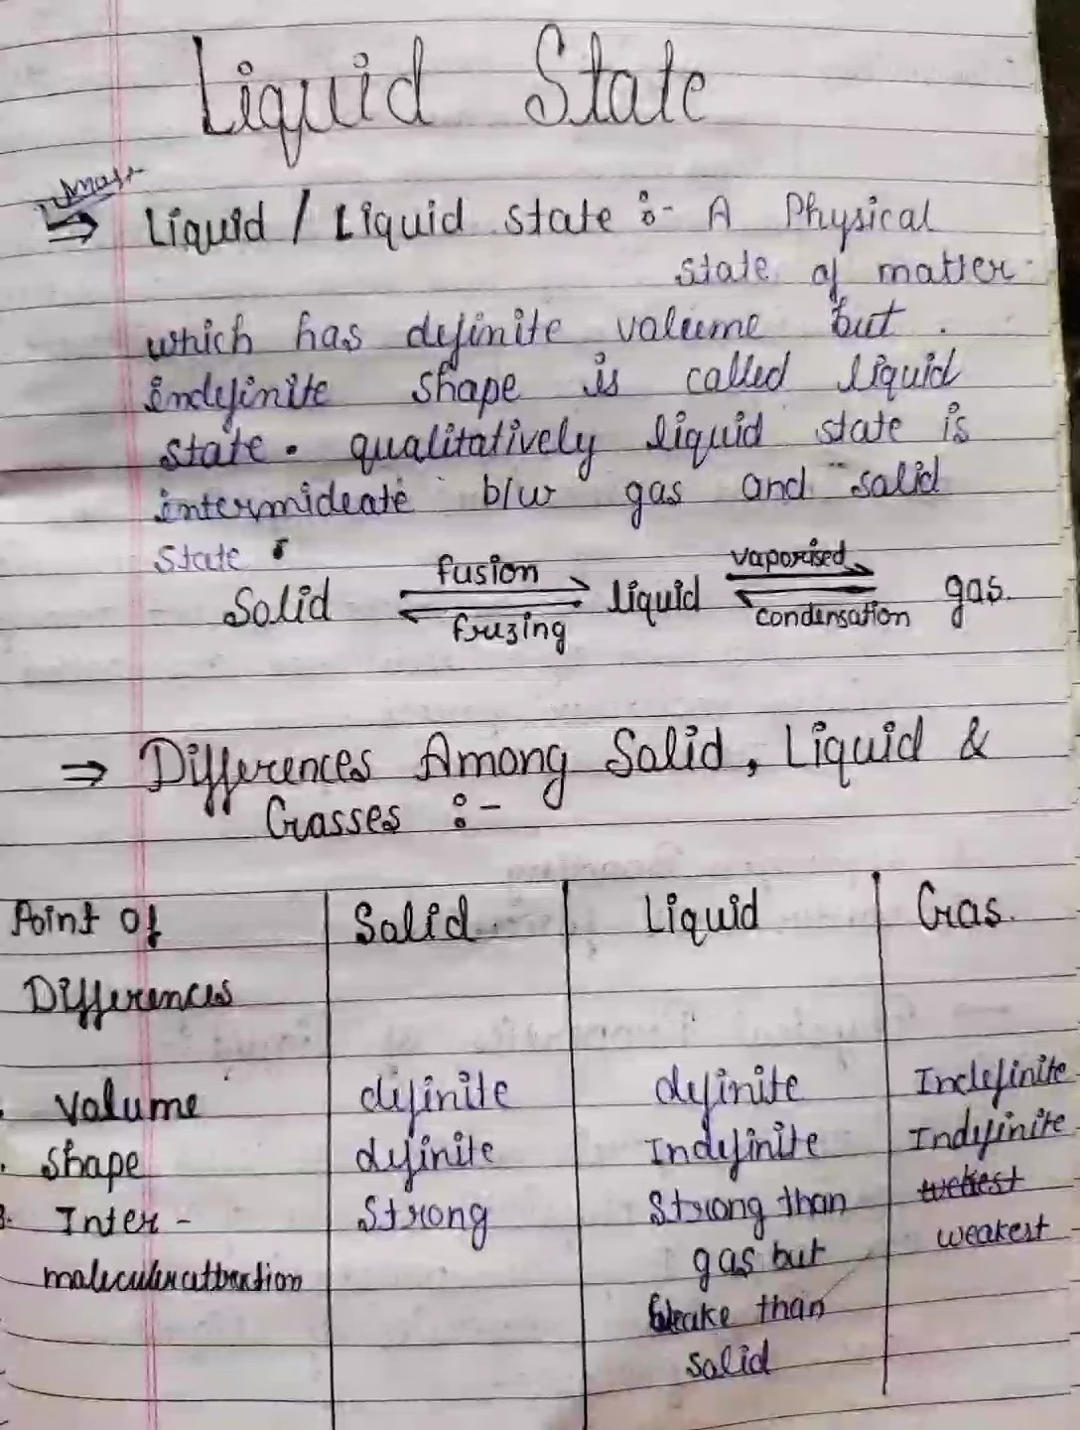 Liquid State
⇒ Liquid / Liquid state :- A Physical
state of matter
which has definite volume but
indefinite shape is called liquid
state. qualitatively liquid state is
intermideate b/w gas and solid
State
Solid ⇌ liquid ⇌ gas.
fusion vaporised
fruzing condensation
⇒ Differences Among Solid, Liquid &
Gasses :-
Point Of Solid Liquid Gas.
Differences
Volume definite definite Indefinite
Shape definite Indefinite Indefinite
3. Inter- Strong Strong than
gas but weakest
moleculerattraction
weake than
solid